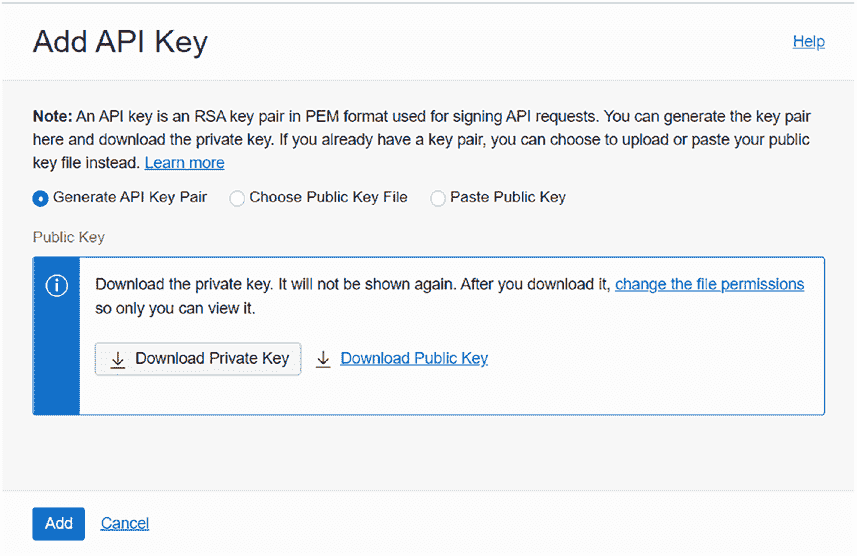 Add API Key
Help
Note: An API key is an RSA key pair in PEM format used for signing API requests. You can generate the key pair
here and download the private key. If you already have a key pair, you can choose to upload or paste your public
key file instead. Learn more
Generate API Key Pair Choose Public Key File Paste Public Key
Public Key
Download the private key. It will not be shown again. After you download it, change the file permissions
so only you can view it.
Download Private Key Download Public Key
Add Cancel